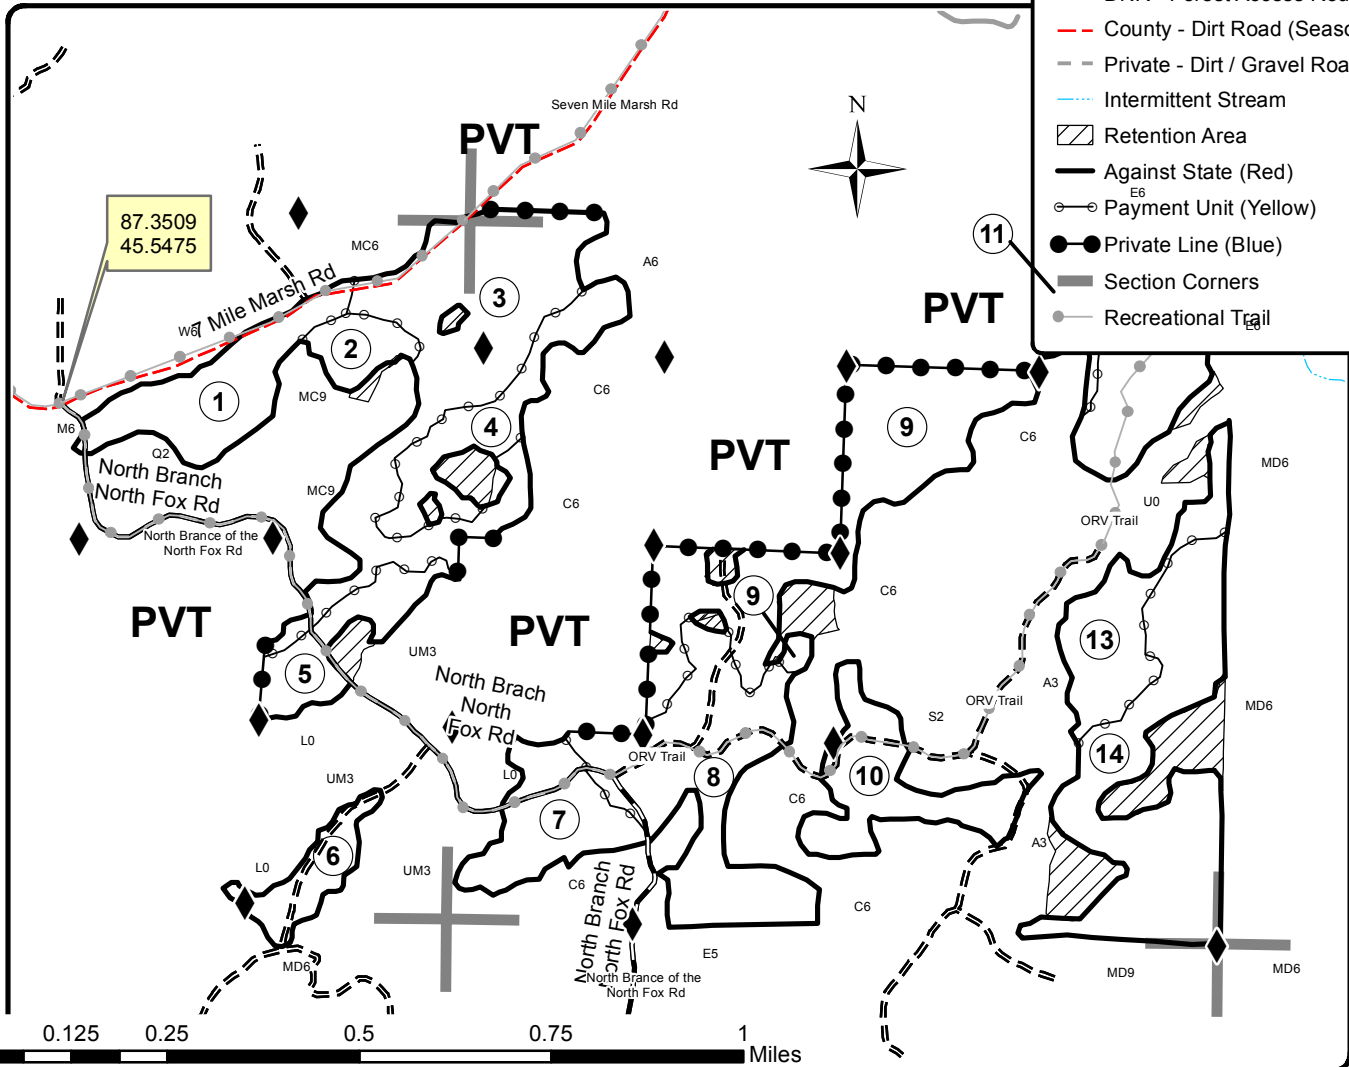 County - Dirt Road (Seaso
Private - Dirt / Gravel Roa
Intermittent Stream
Retention Area
Against State (Red)
E6
Payment Unit (Yellow)
Private Line (Blue)
Section Corners
Recreational Trail
E6
11
N
Seven Mile Marsh Rd
PVT
87.3509
45.5475
MC6
A6
3
7 Mile Marsh Rd
W6
PVT
2
1
MC9
C6
9
M6
4
C6
Q2
PVT
MD6
North Branch
North Fox Rd
MC9
C6
U0
ORV Trail
North Brance of the
North Fox Rd
C6
9
PVT
PVT
13
UM3
5
A3
North Brach
North
Fox Rd
ORV Trail
MD6
S2
L0
ORV Trail
14
UM3
L0
8
10
C6
7
6
A3
L0
UM3
C6
C6
North Branch
North Fox Rd
E5
MD6
North Brance of the
North Fox Rd
MD9
MD6
0.125
0.25
0.5
0.75
1
Miles